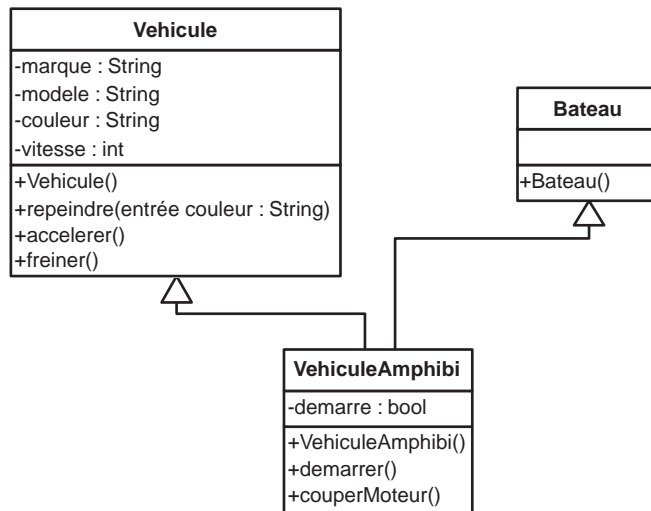 Vehicule
-marque : String
-modele : String
-couleur : String
-vitesse : int
+Vehicule()
+repeindre(entrée couleur : String)
+accelerer()
+freiner()
Bateau
+Bateau()
VehiculeAmphibi
-demarre : bool
+VehiculeAmphibi()
+demarrer()
+couperMoteur()